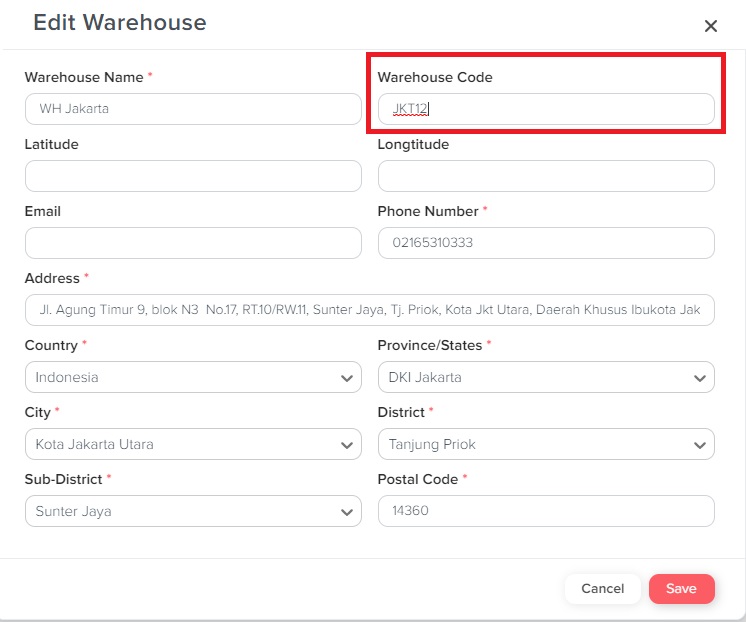 Edit Warehouse
Warehouse Name *
Warehouse Code
WH Jakarta
JKT12
Latitude
Longtitude
Email
Phone Number *
02165310333
Address *
Jl. Agung Timur 9, blok N3 No.17, RT.10/RW.11, Sunter Jaya, Tj. Priok, Kota Jkt Utara, Daerah Khusus Ibukota Jak
Country *
Province/States *
Indonesia
DKI Jakarta
City *
District *
Kota Jakarta Utara
Tanjung Priok
Sub-District *
Postal Code *
Sunter Jaya
14360
Cancel
Save